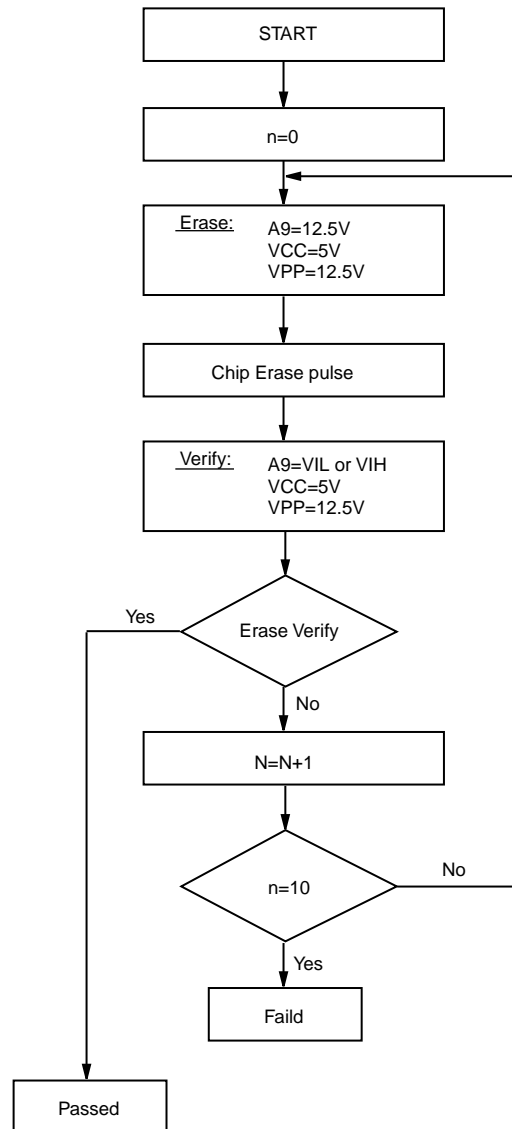 START
n=0
Erase: A9=12.5V
VCC=5V
VPP=12.5V
Chip Erase pulse
Verify: A9=VIL or VIH
VCC=5V
VPP=12.5V
Yes
Erase Verify
No
N=N+1
n=10
No
Yes
Faild
Passed